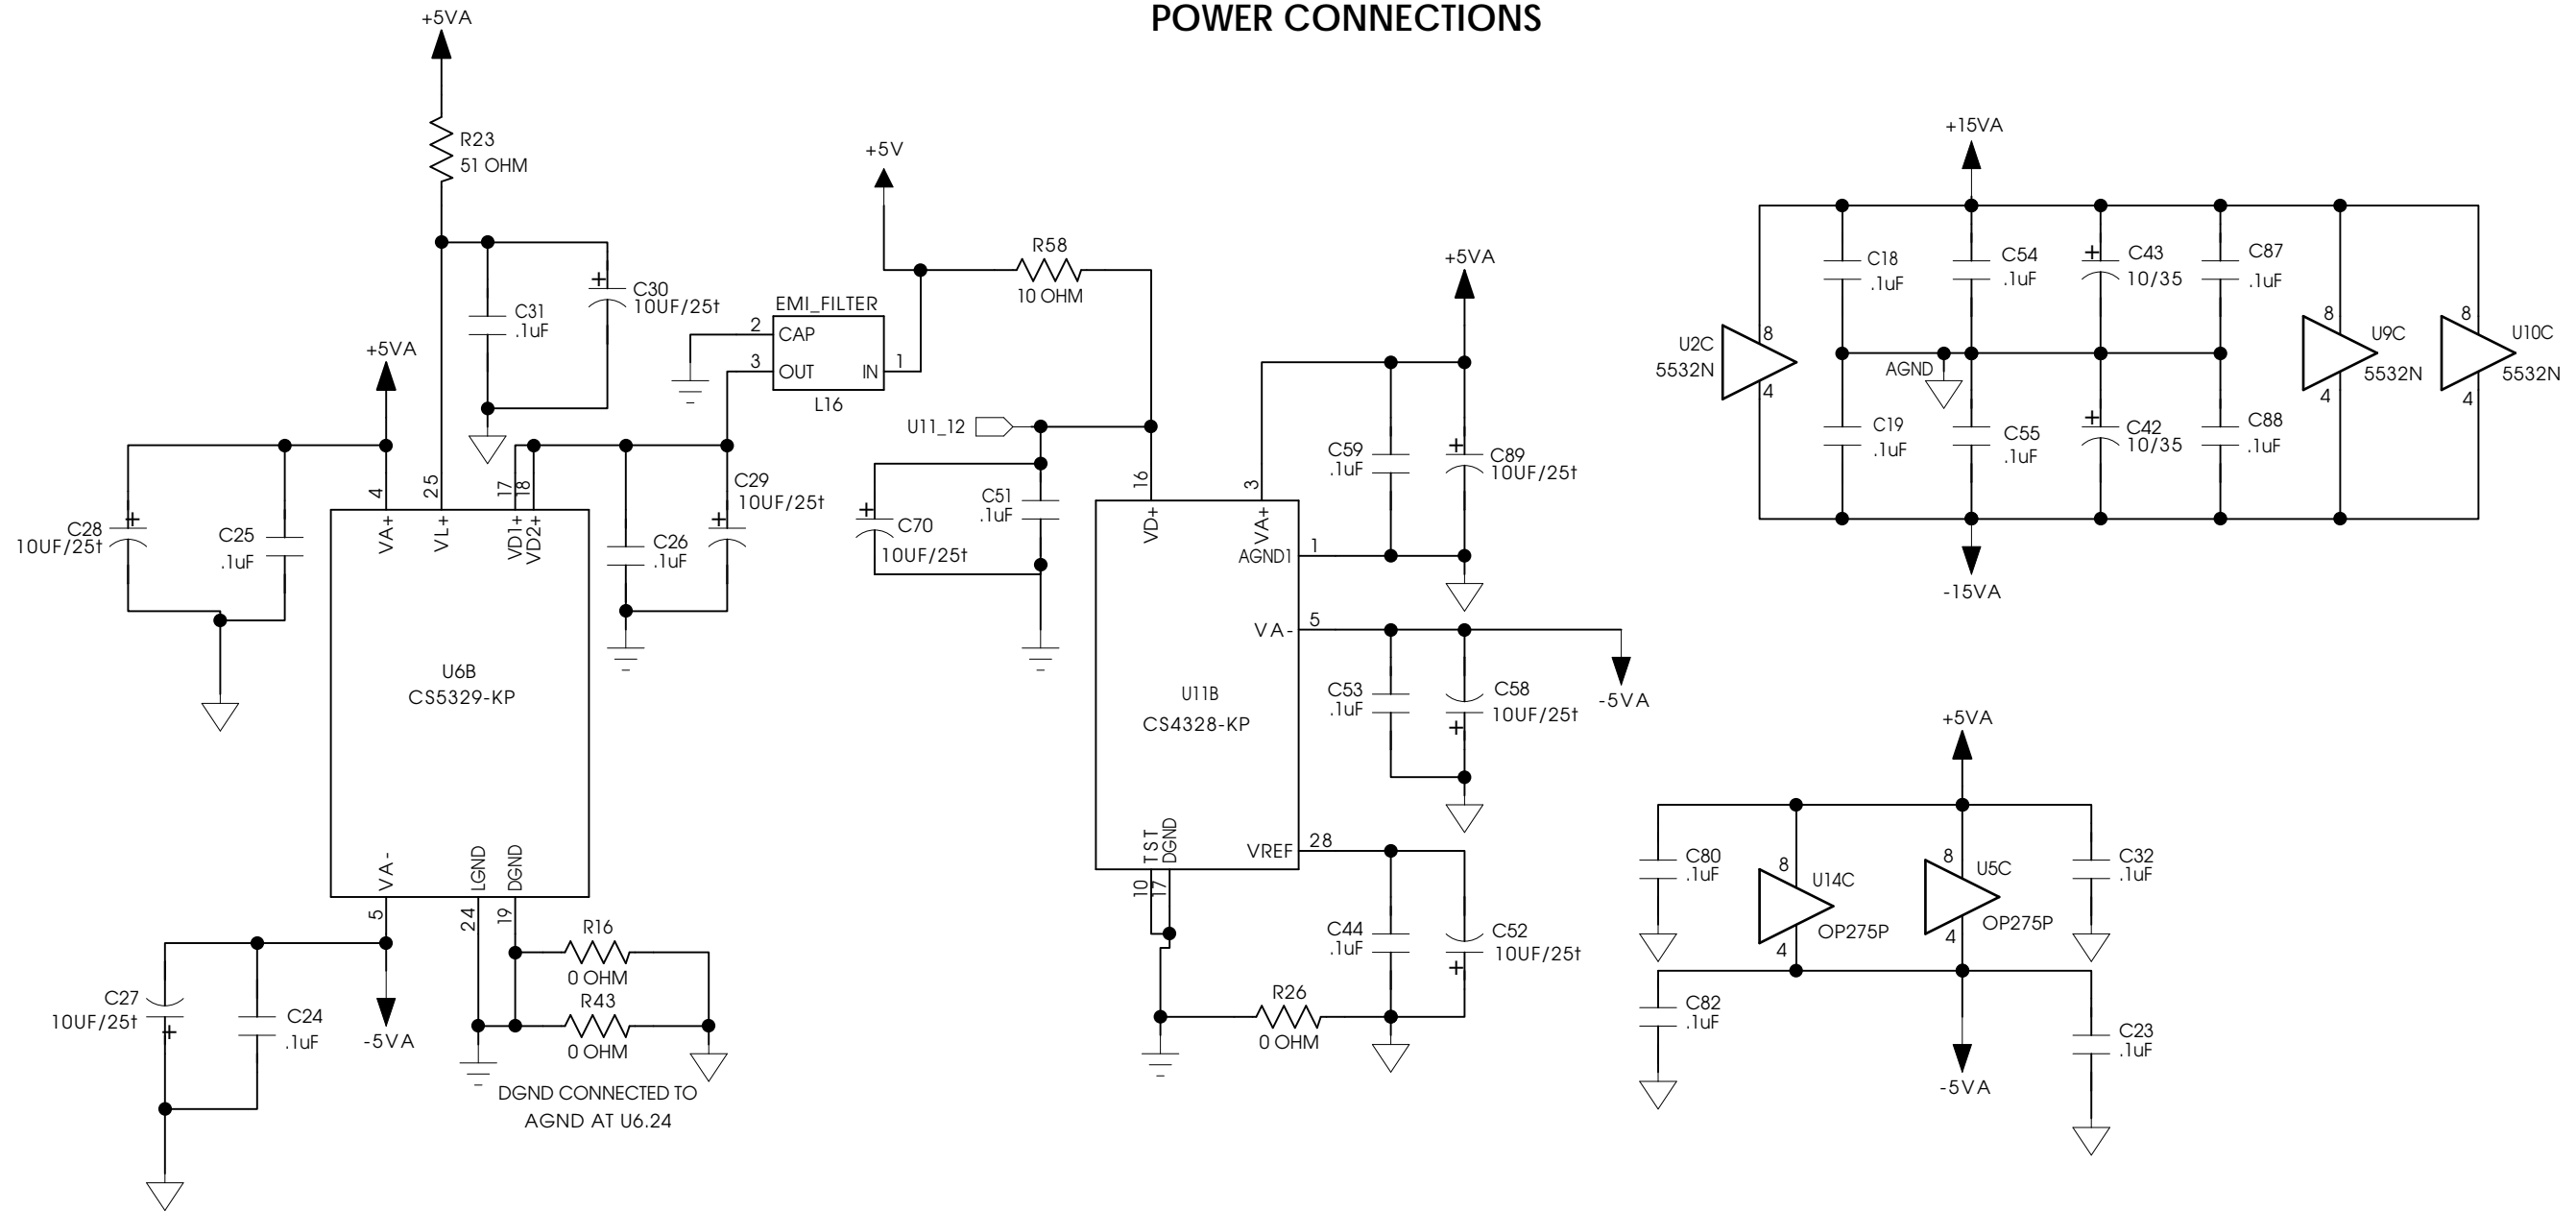 POWER CONNECTIONS
+5VA
R23
51 OHM
+5VA
C31
.1uF
C30
10UF/25t
C28
10UF/25t
C25
.1uF
4
25
17
18
VA+
VL+
VD1+
VD2+
C26
.1uF
C29
10UF/25t
U6B
CS5329-KP
VA-
LGND
DGND
5
24
19
R16
0 OHM
R43
0 OHM
C27
10UF/25t
C24
.1uF
-5VA
DGND CONNECTED TO
AGND AT U6.24
+5V
EMI_FILTER
2
CAP
3
OUT
IN
1
L16
R58
10 OHM
U11_12
C70
10UF/25t
C51
.1uF
16
3
VD+
VA+
AGND1
1
VA-
5
U11B
CS4328-KP
TST
DGND
VREF
28
10
17
+5VA
C59
.1uF
C89
10UF/25t
C53
.1uF
C58
10UF/25t
-5VA
C44
.1uF
C52
10UF/25t
R26
0 OHM
+15VA
C18
.1uF
C54
.1uF
C43
10/35
C87
.1uF
U2C
5532N
8
4
AGND
C19
.1uF
C55
.1uF
C42
10/35
C88
.1uF
8
U9C
5532N
4
8
U10C
5532N
4
-15VA
+5VA
C80
.1uF
8
U14C
OP275P
4
8
U5C
OP275P
4
C32
.1uF
C82
.1uF
C23
.1uF
-5VA